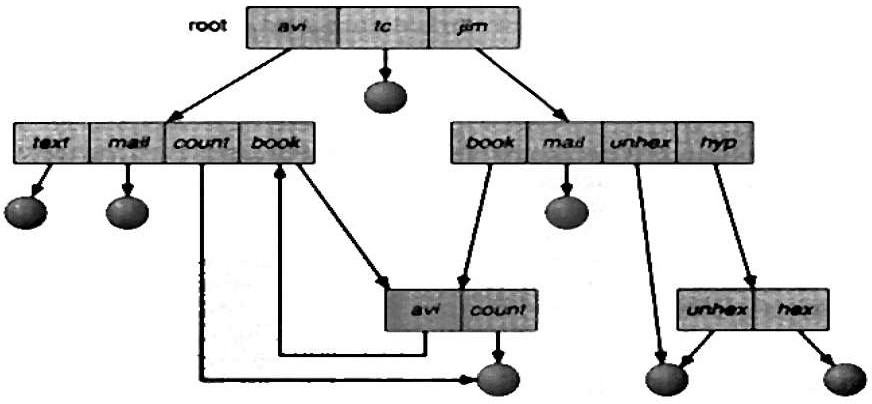 root avi tc jim
text mail count book book mail unhex hyp
avi count unhex hex